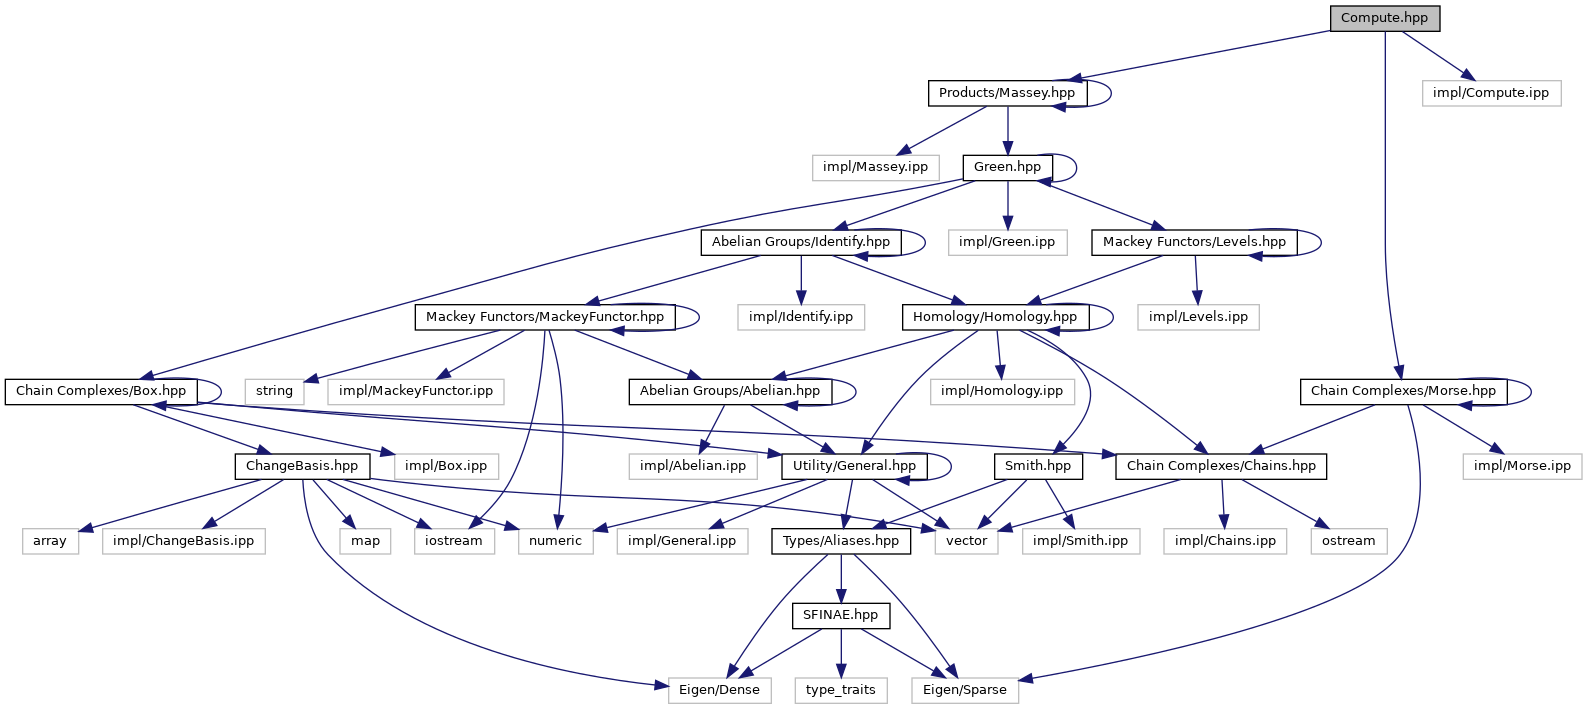 Compute.hpp
Products/Massey.hpp
impl/Compute.ipp
impl/Massey.ipp
Green.hpp
Abelian Groups/Identify.hpp
impl/Green.ipp
Mackey Functors/Levels.hpp
Mackey Functors/MackeyFunctor.hpp
impl/Identify.ipp
Homology/Homology.hpp
impl/Levels.ipp
Chain Complexes/Box.hpp
string
impl/MackeyFunctor.ipp
Abelian Groups/Abelian.hpp
impl/Homology.ipp
Chain Complexes/Morse.hpp
ChangeBasis.hpp
impl/Box.ipp
impl/Abelian.ipp
Utility/General.hpp
Smith.hpp
Chain Complexes/Chains.hpp
impl/Morse.ipp
array
impl/ChangeBasis.ipp
map
iostream
numeric
impl/General.ipp
Types/Aliases.hpp
vector
impl/Smith.ipp
impl/Chains.ipp
ostream
SFINAE.hpp
Eigen/Dense
type_traits
Eigen/Sparse